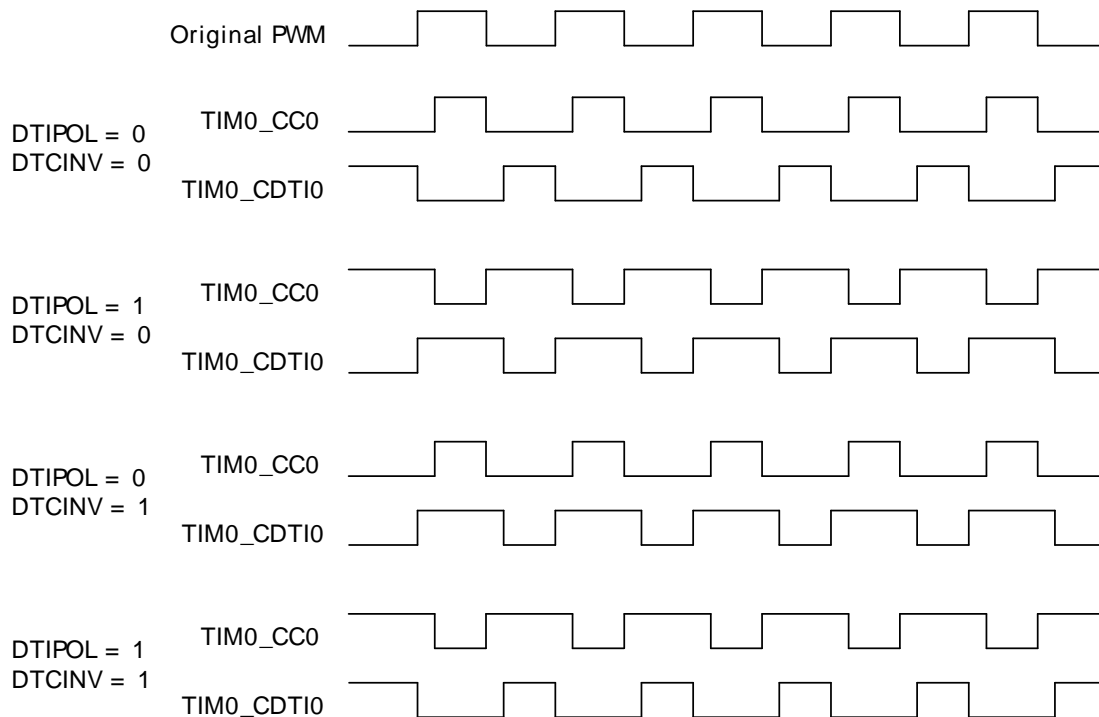 Original PWM
TIM0_CC0
DTIPOL = 0
DTCINV = 0
TIM0_CDTI0
TIM0_CC0
DTIPOL = 1
DTCINV = 0
TIM0_CDTI0
TIM0_CC0
DTIPOL = 0
DTCINV = 1
TIM0_CDTI0
TIM0_CC0
DTIPOL = 1
DTCINV = 1
TIM0_CDTI0